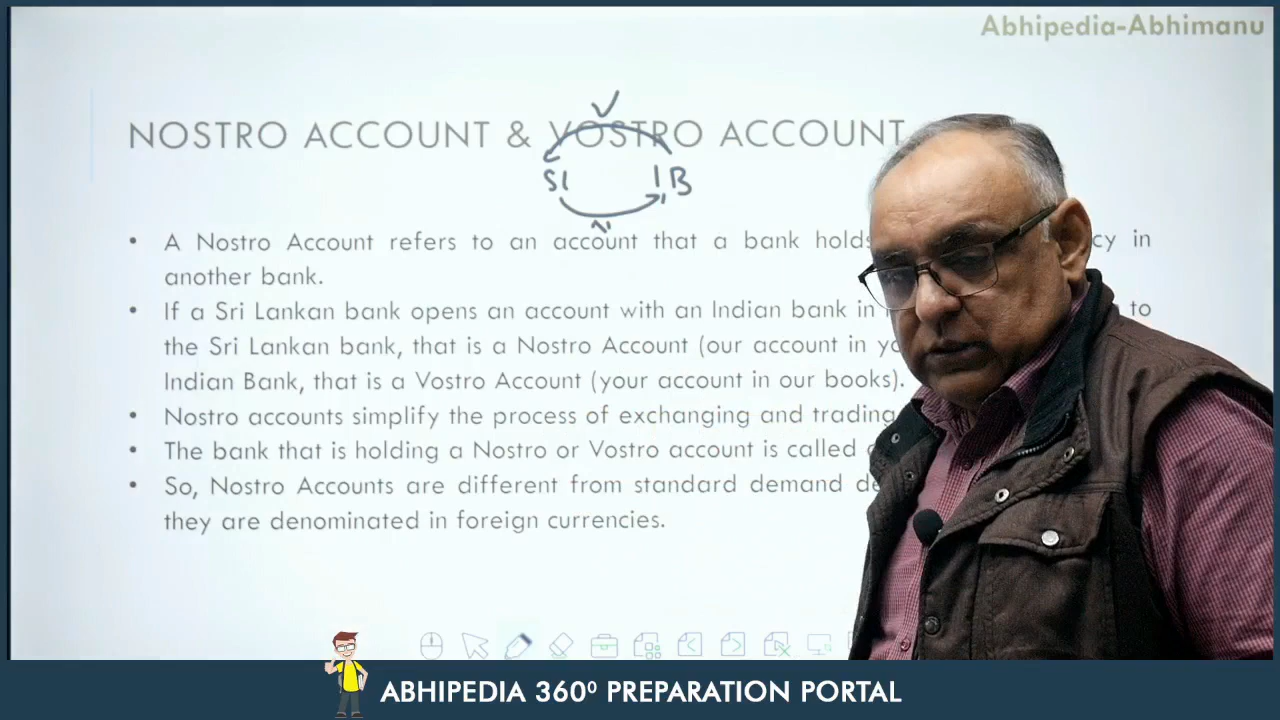 Abhipedia-Abhimanu
NOSTRO ACCOUNT & VOSTRO ACCOUNT
V
SL IB
N
• A Nostro Account refers to an account that a bank holds cy in
another bank.
• If a Sri Lankan bank opens an account with an Indian bank in to
the Sri Lankan bank, that is a Nostro Account (our account in
Indian Bank, that is a Vostro Account (your account in our books).
• Nostro accounts simplify the process of exchanging and trading
• The bank that is holding a Nostro or Vostro account is called
• So, Nostro Accounts are different from standard demand
they are denominated in foreign currencies.
ABHIPEDIA 360⁰ PREPARATION PORTAL